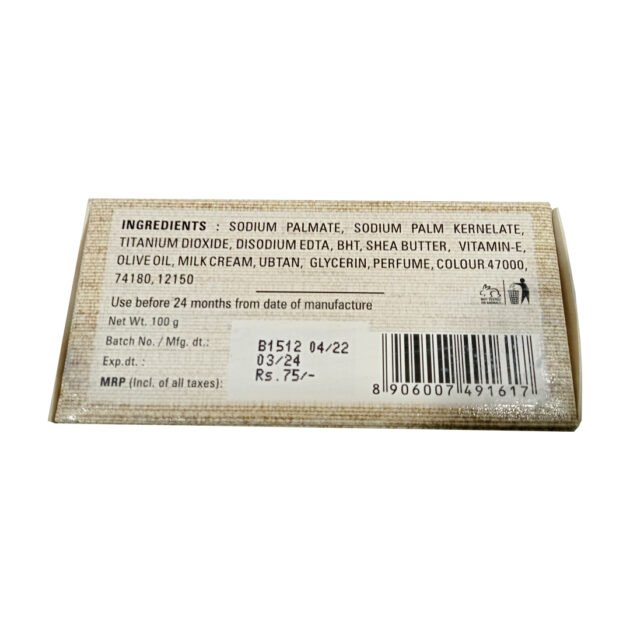 INGREDIENTS : SODIUM PALMATE, SODIUM PALM KERNELATE,
TITANIUM DIOXIDE, DISODIUM EDTA, BHT, SHEA BUTTER, VITAMIN-E,
OLIVE OIL, MILK CREAM, UBTAN, GLYCERIN, PERFUME, COLOUR 47000,
74180, 12150
Use before 24 months from date of manufacture
Net Wt. 100 g
Batch No. / Mfg. dt.: B1512 04/22
Exp.dt. : 03/24
MRP (Incl. of all taxes): Rs.75/-
8 906007 491617